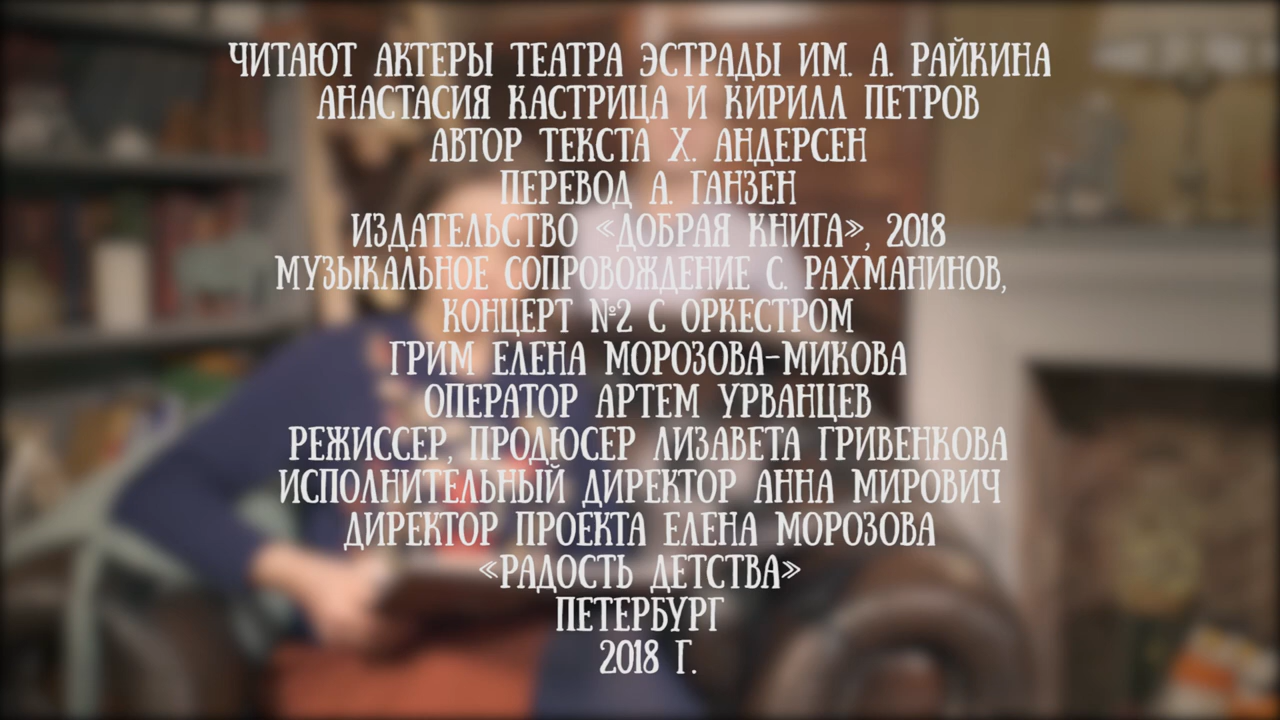 ЧИТАЮТ АКТЕРЫ ТЕАТРА ЭСТРАДЫ ИМ. А. РАЙКИНА
АНАСТАСИЯ КАСТРИЦА И КИРИЛЛ ПЕТРОВ
АВТОР ТЕКСТА Х. АНДЕРСЕН
ПЕРЕВОД А. ГАНЗЕН
ИЗДАТЕЛЬСТВО «ДОБРАЯ КНИГА», 2018
МУЗЫКАЛЬНОЕ СОПРОВОЖДЕНИЕ С. РАХМАНИНОВ,
КОНЦЕРТ №2 С ОРКЕСТРОМ
ГРИМ ЕЛЕНА МОРОЗОВА-МИКОВА
ОПЕРАТОР АРТЕМ УРВАНЦЕВ
РЕЖИССЕР, ПРОДЮСЕР ЛИЗАВЕТА ГРИВЕНКОВА
ИСПОЛНИТЕЛЬНЫЙ ДИРЕКТОР АННА МИРОВИЧ
ДИРЕКТОР ПРОЕКТА ЕЛЕНА МОРОЗОВА
«РАДОСТЬ ДЕТСТВА»
ПЕТЕРБУРГ
2018 Г.